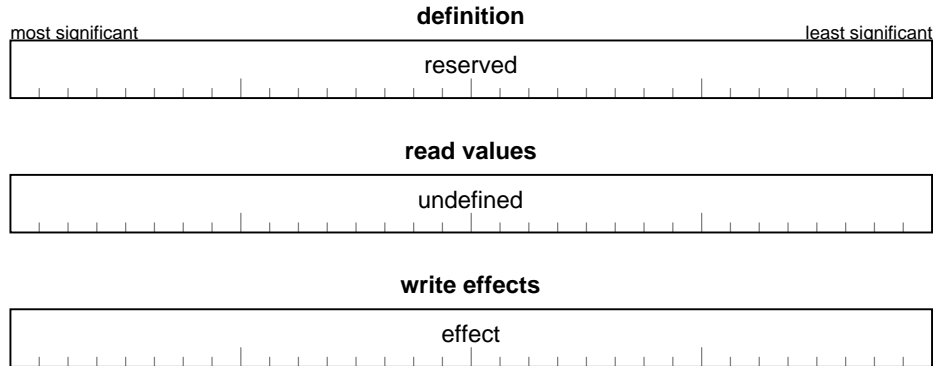 definition
most significant least significant
reserved
read values
undefined
write effects
effect